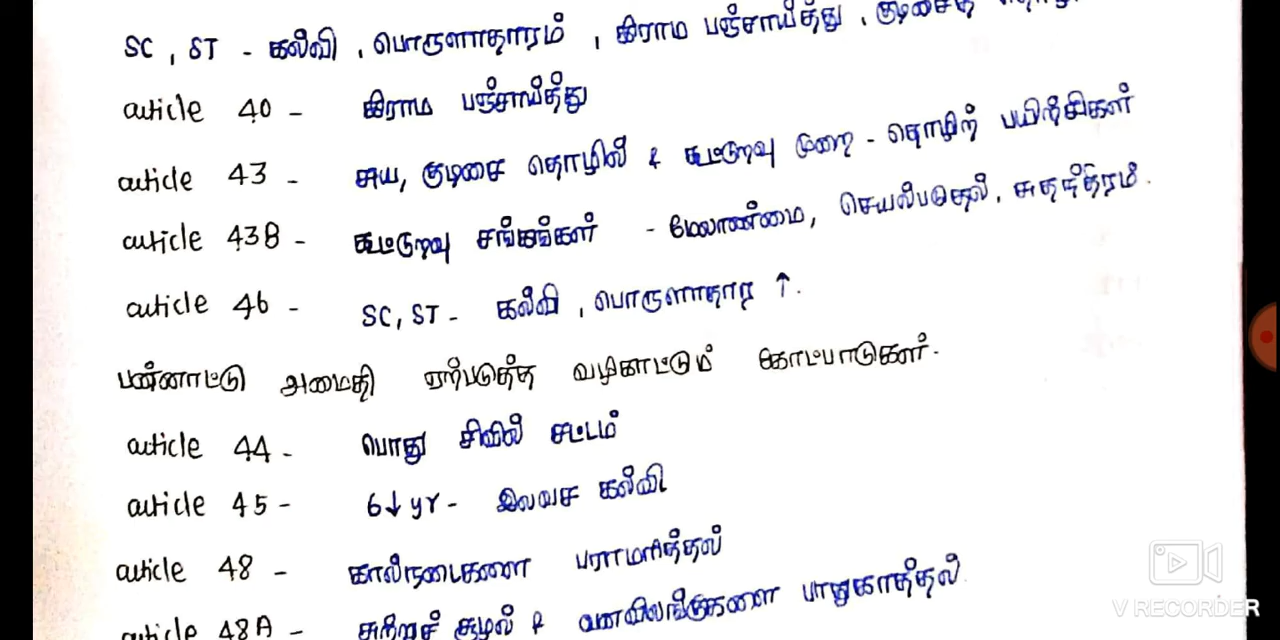 SC, ST - கல்வி, பொருளாதாரம், கிராம பஞ்சாயத்து, குடிசைத்
article 40 - கிராம பஞ்சாயத்து
article 43 - சுய, குடிசை தொழில் & கூட்டுறவு முறை - தொழிற் பயிற்சிகள்
article 43B - கூட்டுறவு சங்கங்கள் - மேலாண்மை, செயல்படுதல், சுதந்திரம்.
article 46 - SC, ST - கல்வி, பொருளாதார ↑.
பன்னாட்டு அமைதி ஏற்படுத்த வழிகாட்டும் கோட்பாடுகள்.
article 44 - பொது சிவில் சட்டம்
article 45 - 6↓ yr - இலவச கல்வி
article 48 - கால்நடைகளை பராமரித்தல்
article 48A - சுற்றுச் சூழல் & வனவிலங்குகளை பாதுகாத்தல்
V RECORDER